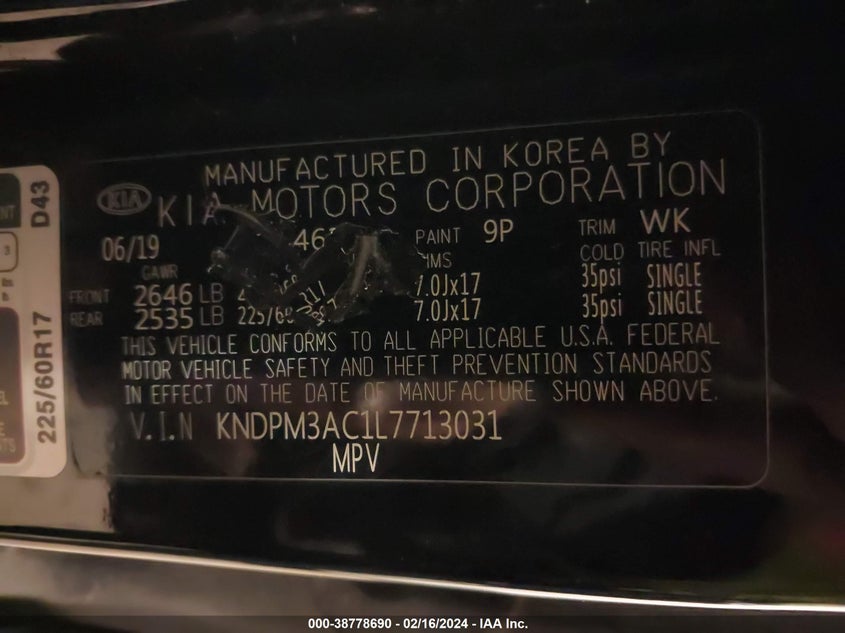 MANUFACTURED IN KOREA BY
KIA KIA MOTORS CORPORATION
06/19 PAINT 9P TRIM WK
GAWR COLD TIRE INFL
FRONT 2646 LB 7.0Jx17 35psi SINGLE
REAR 2535 LB 7.0Jx17 35psi SINGLE
THIS VEHICLE CONFORMS TO ALL APPLICABLE U.S.A. FEDERAL
MOTOR VEHICLE SAFETY AND THEFT PREVENTION STANDARDS
IN EFFECT ON THE DATE OF MANUFACTURE SHOWN ABOVE.
V.I.N KNDPM3AC1L7713031
MPV
225/60R17 D43
000-38778690 - 02/16/2024 - IAA Inc.